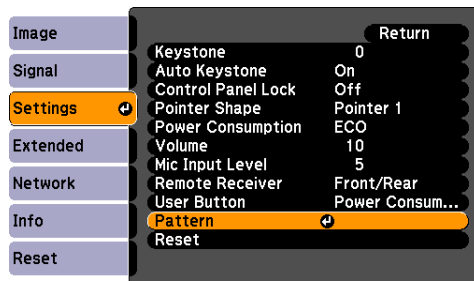 Image
Signal
Settings
Extended
Network
Info
Reset
Return
Keystone 0
Auto Keystone On
Control Panel Lock Off
Pointer Shape Pointer 1
Power Consumption ECO
Volume 10
Mic Input Level 5
Remote Receiver Front/Rear
User Button Power Consum...
Pattern
Reset